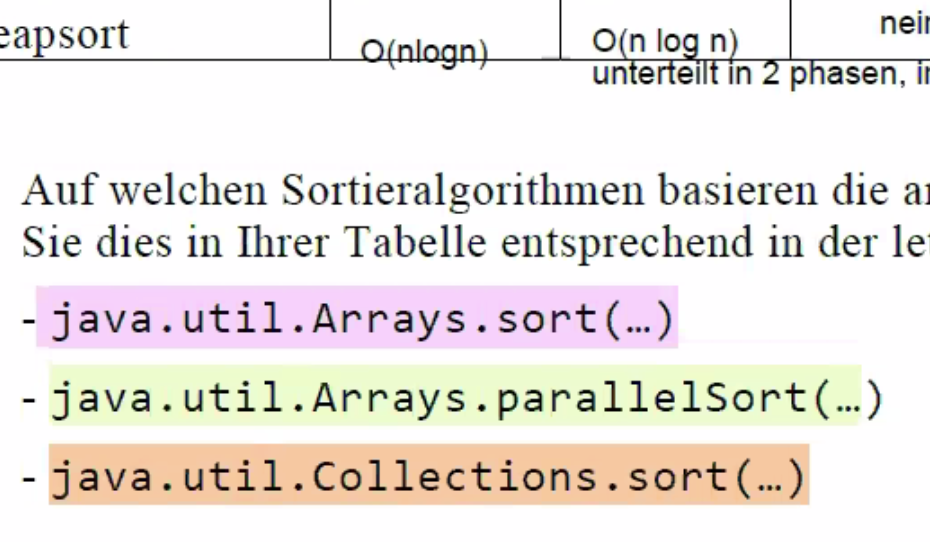 eapsort
O(nlogn)
O(n log n)
nein
unterteilt in 2 phasen,
Auf welchen Sortieralgorithmen basieren die
Sie dies in Ihrer Tabelle entsprechend in der
- java.util.Arrays.sort(…)
- java.util.Arrays.parallelSort(…)
- java.util.Collections.sort(…)